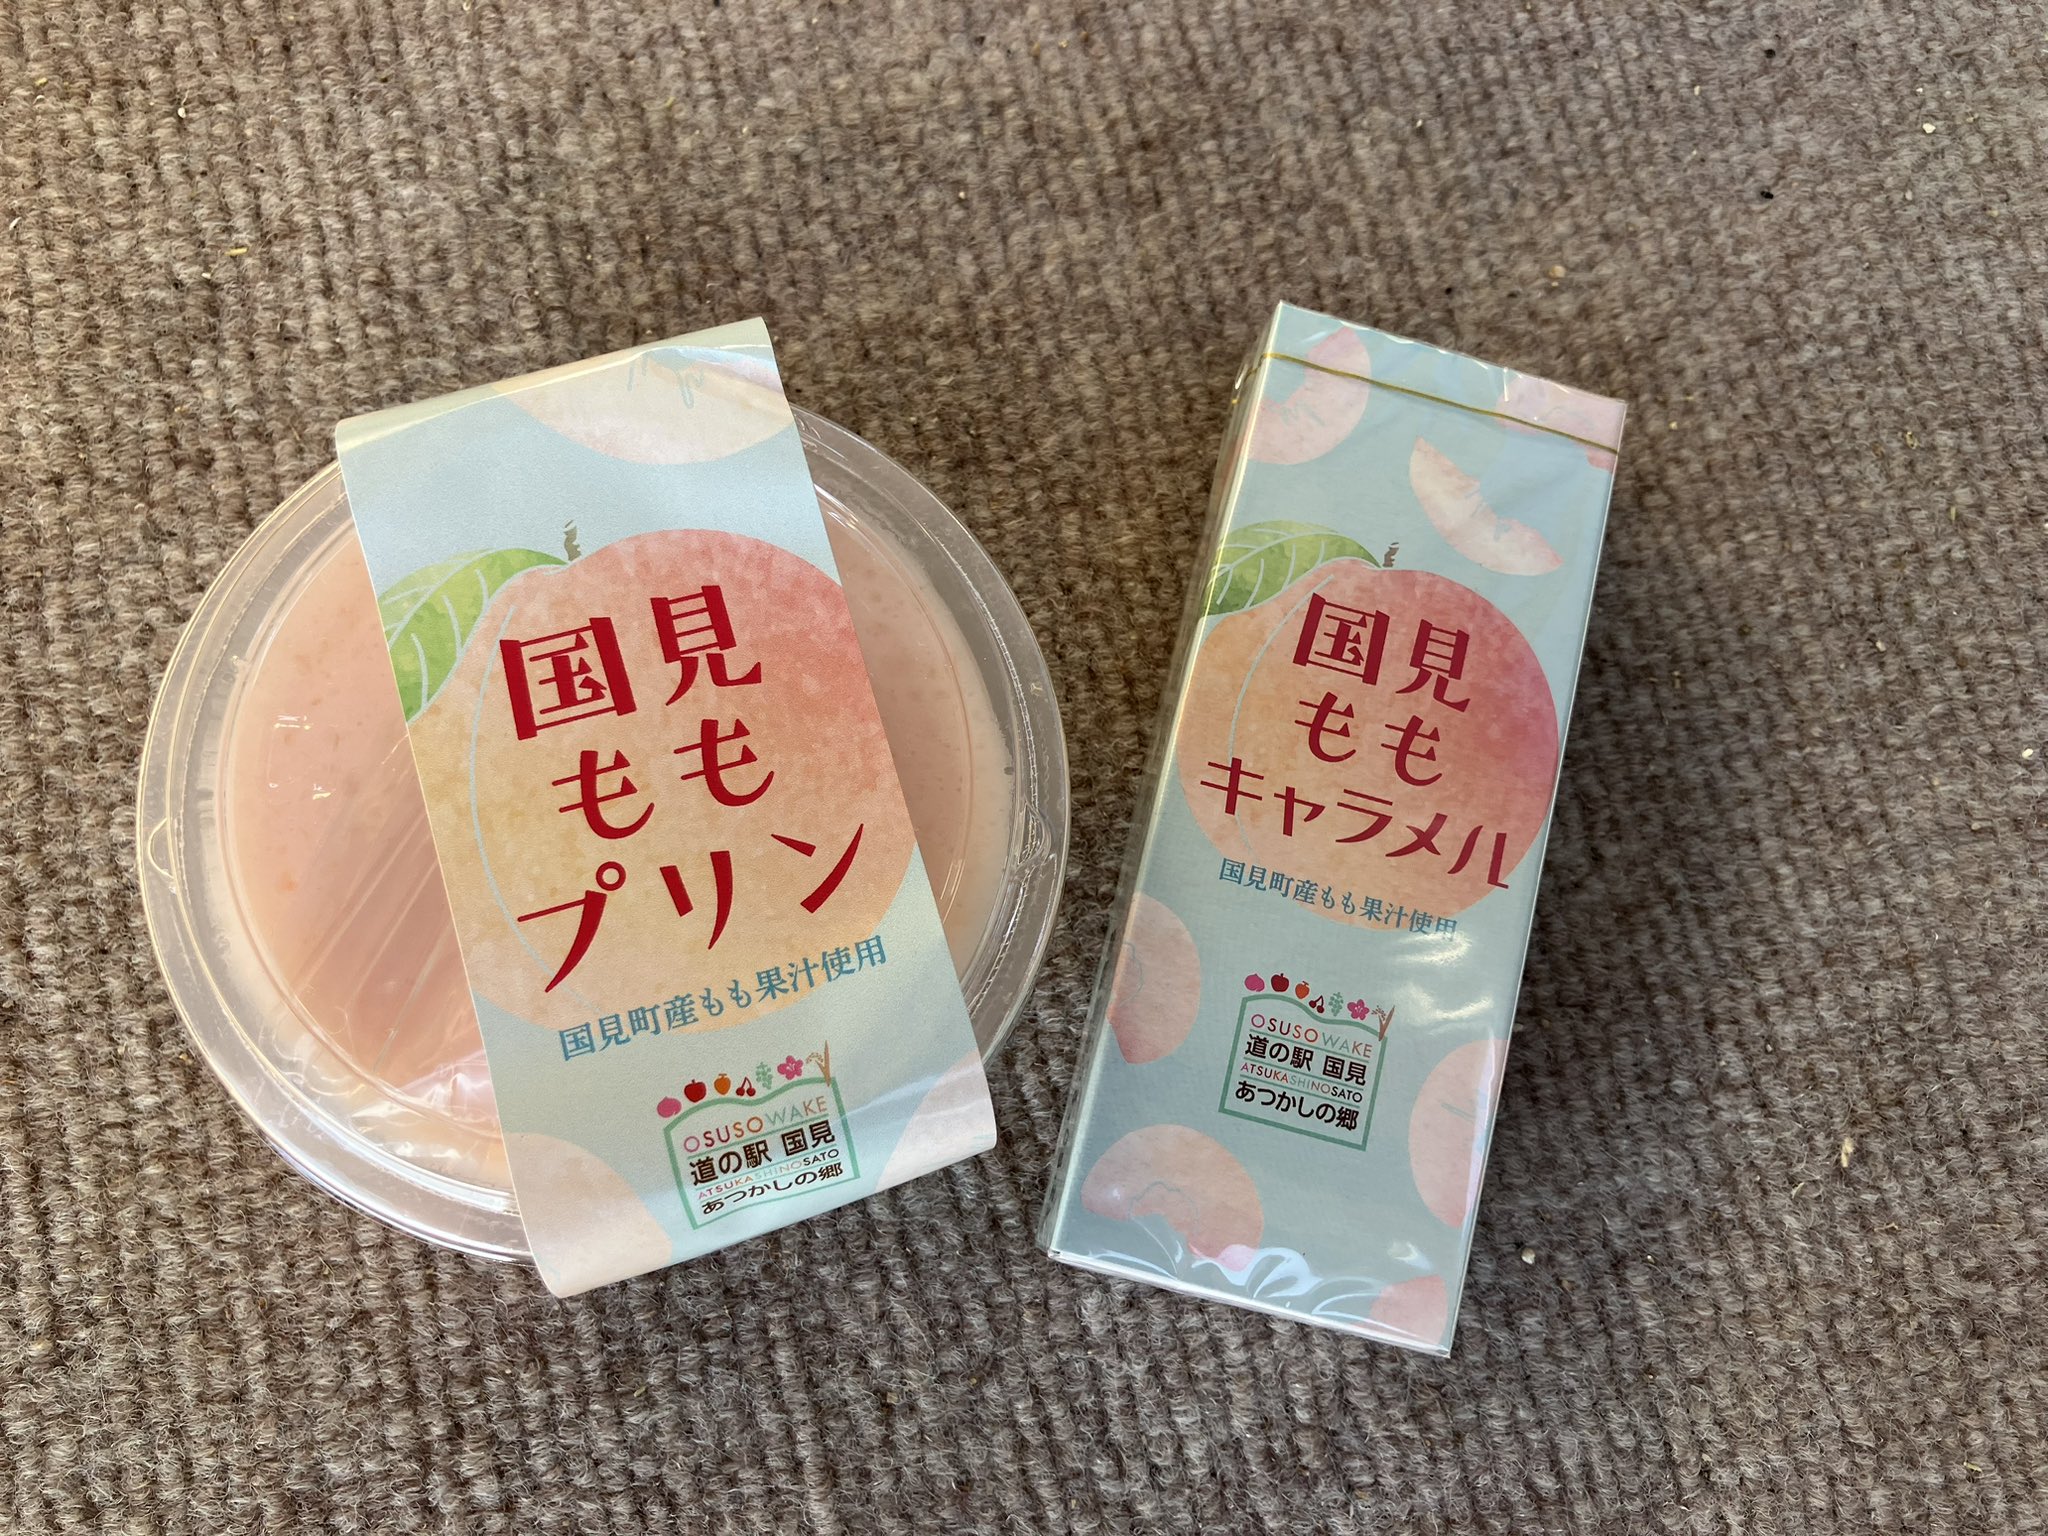 国見
もも
プリン
国見町産もも果汁使用
OSUSOWAKE
道の駅 国見
ATSUKASHINOSATO
あつかしの郷
国見
もも
キャラメル
国見町産もも果汁使用
OSUSOWAKE
道の駅 国見
ATSUKASHINOSATO
あつかしの郷